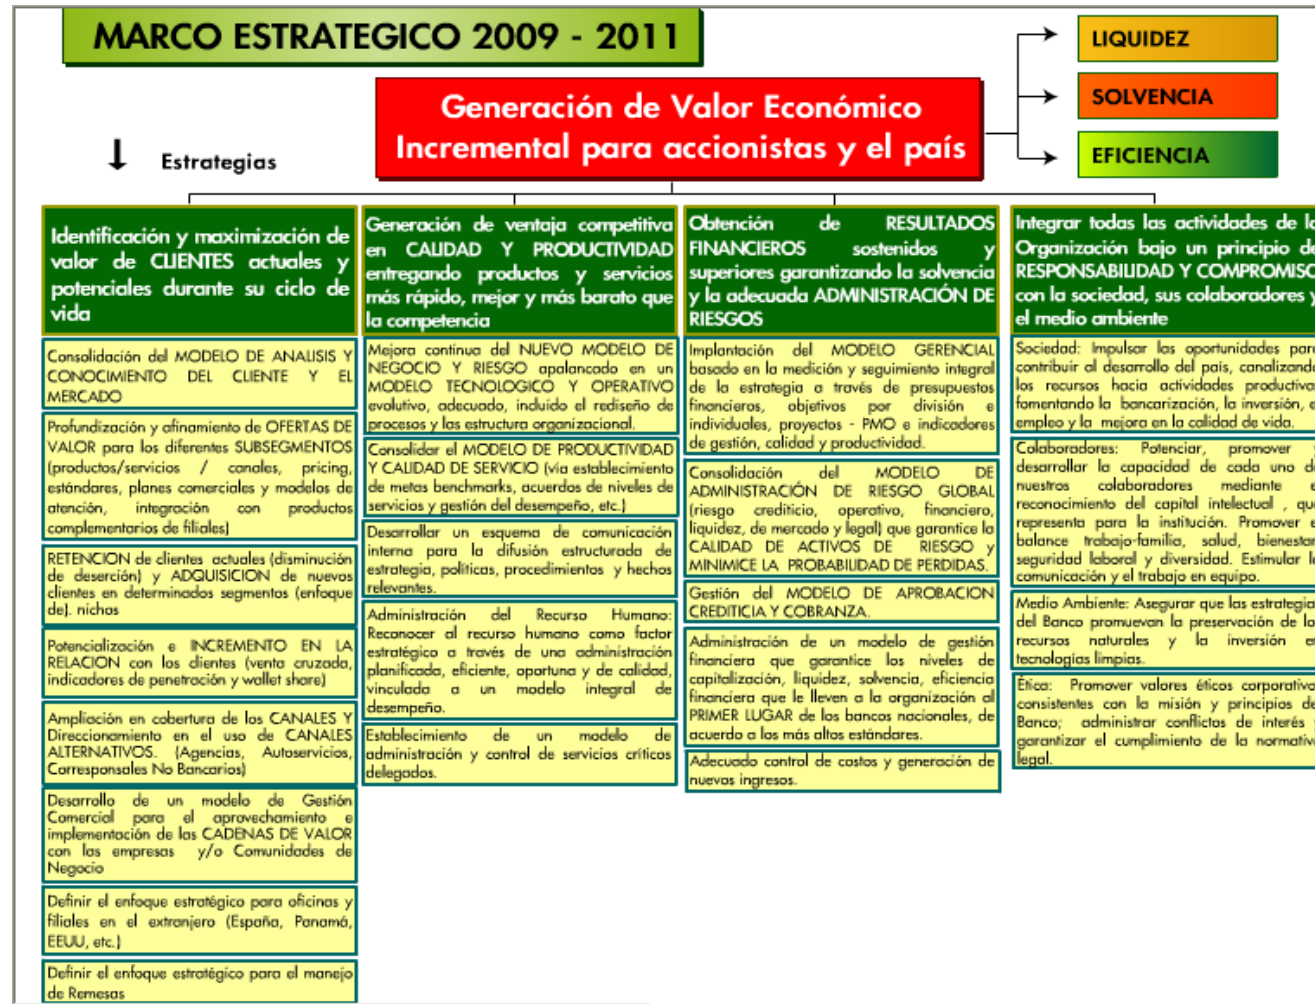 MARCO ESTRATEGICO 2009 - 2011
LIQUIDEZ
SOLVENCIA
EFICIENCIA
Generación de Valor Económico
Incremental para accionistas y el país
Estrategias
Identificación y maximización de
valor de CLIENTES actuales y
potenciales durante su ciclo de
vida
Consolidación del MODELO DE ANALISIS Y
CONOCIMIENTO DEL CLIENTE Y EL
MERCADO
Profundización y afinamiento de OFERTAS DE
VALOR para los diferentes SUBSEGMENTOS
(productos/servicios / canales, pricing,
estándares, planes comerciales y modelos de
atención, integración con productos
complementarios de filiales)
RETENCION de clientes actuales (disminución
de deserción) y ADQUISICION de nuevos
clientes en determinados segmentos (enfoque
de). nichos
Potencialización e INCREMENTO EN LA
RELACION con los clientes (venta cruzada,
indicadores de penetración y wallet share)
Ampliación en cobertura de los CANALES Y
Direccionamiento en el uso de CANALES
ALTERNATIVOS. (Agencias, Autoservicios,
Corresponsales No Bancarios)
Desarrollo de un modelo de Gestión
Comercial para el aprovechamiento e
implementación de las CADENAS DE VALOR
con las empresas y/o Comunidades de
Negocio
Definir el enfoque estratégico para oficinas y
filiales en el extranjero (España, Panamá,
EEUU, etc.)
Definir el enfoque estratégico para el manejo
de Remesas
Generación de ventaja competitiva
en CALIDAD Y PRODUCTIVIDAD
entregando productos y servicios
más rápido, mejor y más barato que
la competencia
Mejora continua del NUEVO MODELO DE
NEGOCIO Y RIESGO apalancado en un
MODELO TECNOLOGICO Y OPERATIVO
evolutivo, adecuado, incluido el rediseño de
procesos y las estructura organizacional.
Consolidar el MODELO DE PRODUCTIVIDAD
Y CALIDAD DE SERVICIO (via establecimiento
de metas benchmarks, acuerdos de niveles de
servicios y gestión del desempeño, etc.)
Desarrollar un esquema de comunicación
interna para la difusión estructurada de
estrategia, políticas, procedimientos y hechos
relevantes.
Administración del Recurso Humano:
Reconocer al recurso humano como factor
estratégico a través de una administración
planificada, eficiente, oportuna y de calidad,
vinculada a un modelo integral de
desempeño.
Establecimiento de un modelo de
administración y control de servicios críticos
delegados.
Obtención de RESULTADOS
FINANCIEROS sostenidos y
superiores garantizando la solvencia
y la adecuada ADMINISTRACIÓN DE
RIESGOS
Implantación del MODELO GERENCIAL
basado en la medición y seguimiento integral
de la estrategia a través de presupuestos
financieros, objetivos por división e
individuales, proyectos - PMO e indicadores
de gestión, calidad y productividad.
Consolidación del MODELO DE
ADMINISTRACIÓN DE RIESGO GLOBAL
(riesgo crediticio, operativo, financiero,
liquidez, de mercado y legal) que garantice la
CALIDAD DE ACTIVOS DE RIESGO y
MINIMICE LA PROBABILIDAD DE PERDIDAS.
Gestión del MODELO DE APROBACION
CREDITICIA Y COBRANZA.
Administración de un modelo de gestión
financiera que garantice los niveles de
capitalización, liquidez, solvencia, eficiencia
financiera que le lleven a la organización al
PRIMER LUGAR de los bancos nacionales, de
acuerdo a los más altos estándares.
Adecuado control de costos y generación de
nuevos ingresos.
Integrar todas las actividades de
Organización bajo un principio
RESPONSABILIDAD Y COMPROMISO
con la sociedad, sus colaboradores y
el medio ambiente
Sociedad: Impulsar las oportunidades para
contribuir al desarrollo del país, canalizando
los recursos hacia actividades
fomentando la bancarización, la inversión,
empleo y la mejora en la calidad de vida.
Colaboradores: Potenciar, promover
desarrollar la capacidad de cada uno
nuestros colaboradores mediante
reconocimiento del capital intelectual , que
representa para la institución. Promover
balance trabajo-familia, salud, bienestar,
seguridad laboral y diversidad. Estimular
comunicación y el trabajo en equipo.
Medio Ambiente: Asegurar que las
del Banco promuevan la preservación de
recursos naturales y la inversión
tecnologías limpias.
Ética: Promover valores éticos
consistentes con la misión y principios
Banco; administrar conflictos de interés
garantizar el cumplimiento de la
legal.